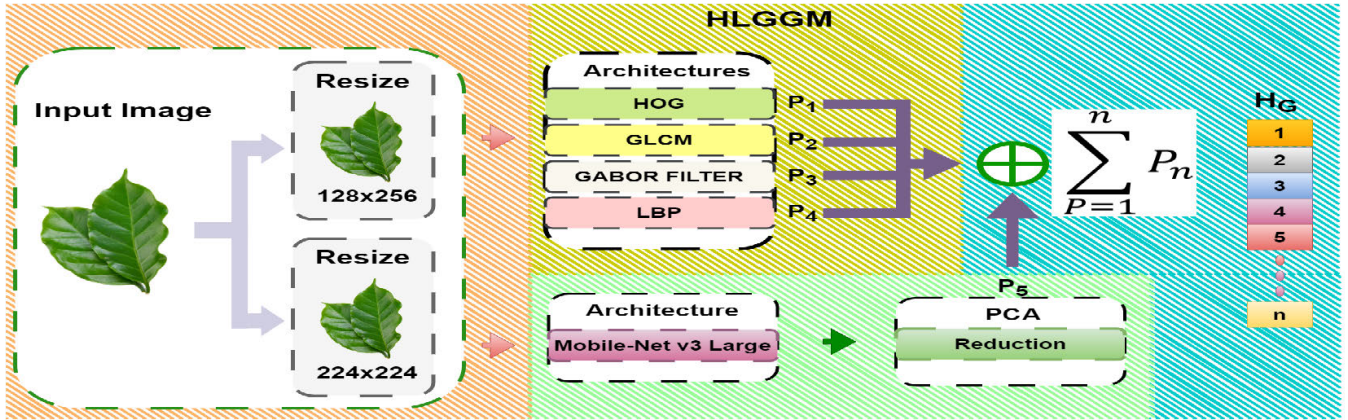 HLGGM
Input Image
Resize
128x256
Resize
224x224
Architectures
HOG
GLCM
GABOR FILTER
LBP
P1
P2
P3
P4
Architecture
Mobile-Net v3 Large
PCA
Reduction
P5
n
∑ Pn
P=1
HG
1
2
3
4
5
n